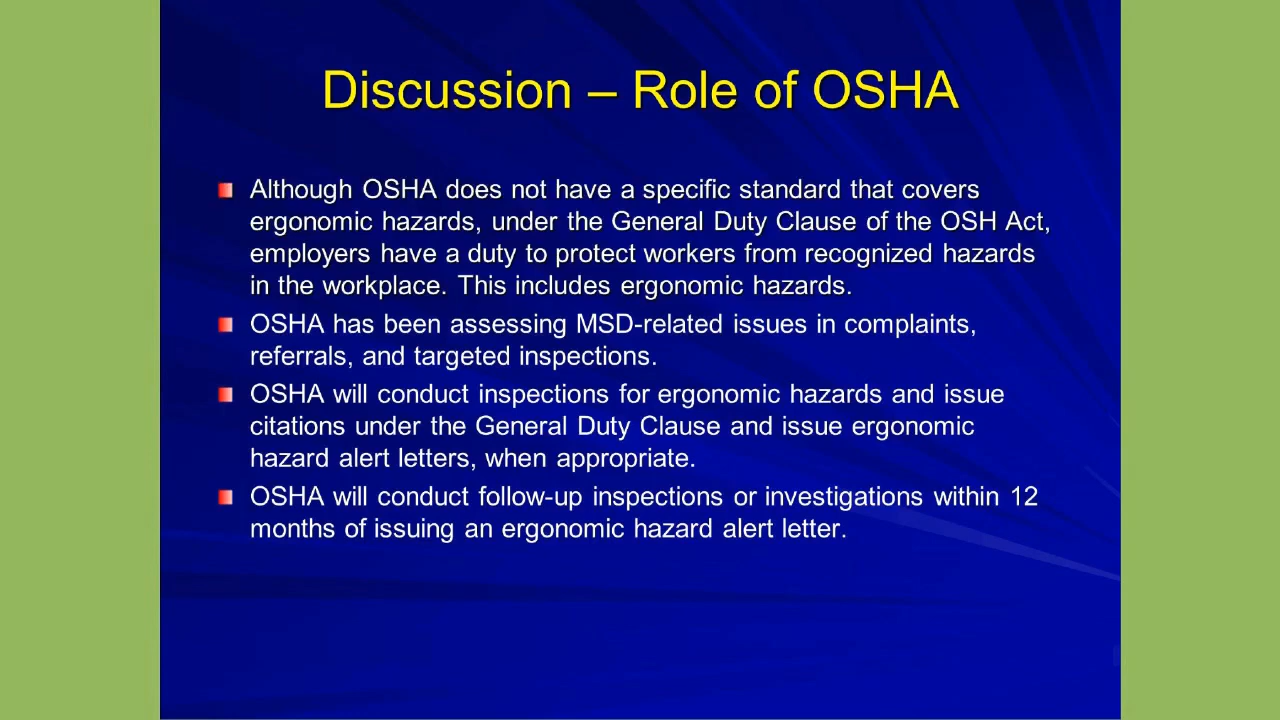 Discussion – Role of OSHA
Although OSHA does not have a specific standard that covers
ergonomic hazards, under the General Duty Clause of the OSH Act,
employers have a duty to protect workers from recognized hazards
in the workplace. This includes ergonomic hazards.
OSHA has been assessing MSD-related issues in complaints,
referrals, and targeted inspections.
OSHA will conduct inspections for ergonomic hazards and issue
citations under the General Duty Clause and issue ergonomic
hazard alert letters, when appropriate.
OSHA will conduct follow-up inspections or investigations within 12
months of issuing an ergonomic hazard alert letter.